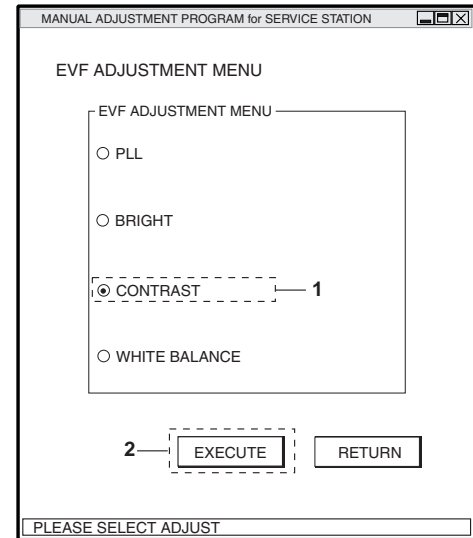 MANUAL ADJUSTMENT PROGRAM for SERVICE STATION
EVF ADJUSTMENT MENU
EVF ADJUSTMENT MENU
PLL
BRIGHT
CONTRAST 1
WHITE BALANCE
2 EXECUTE RETURN
PLEASE SELECT ADJUST